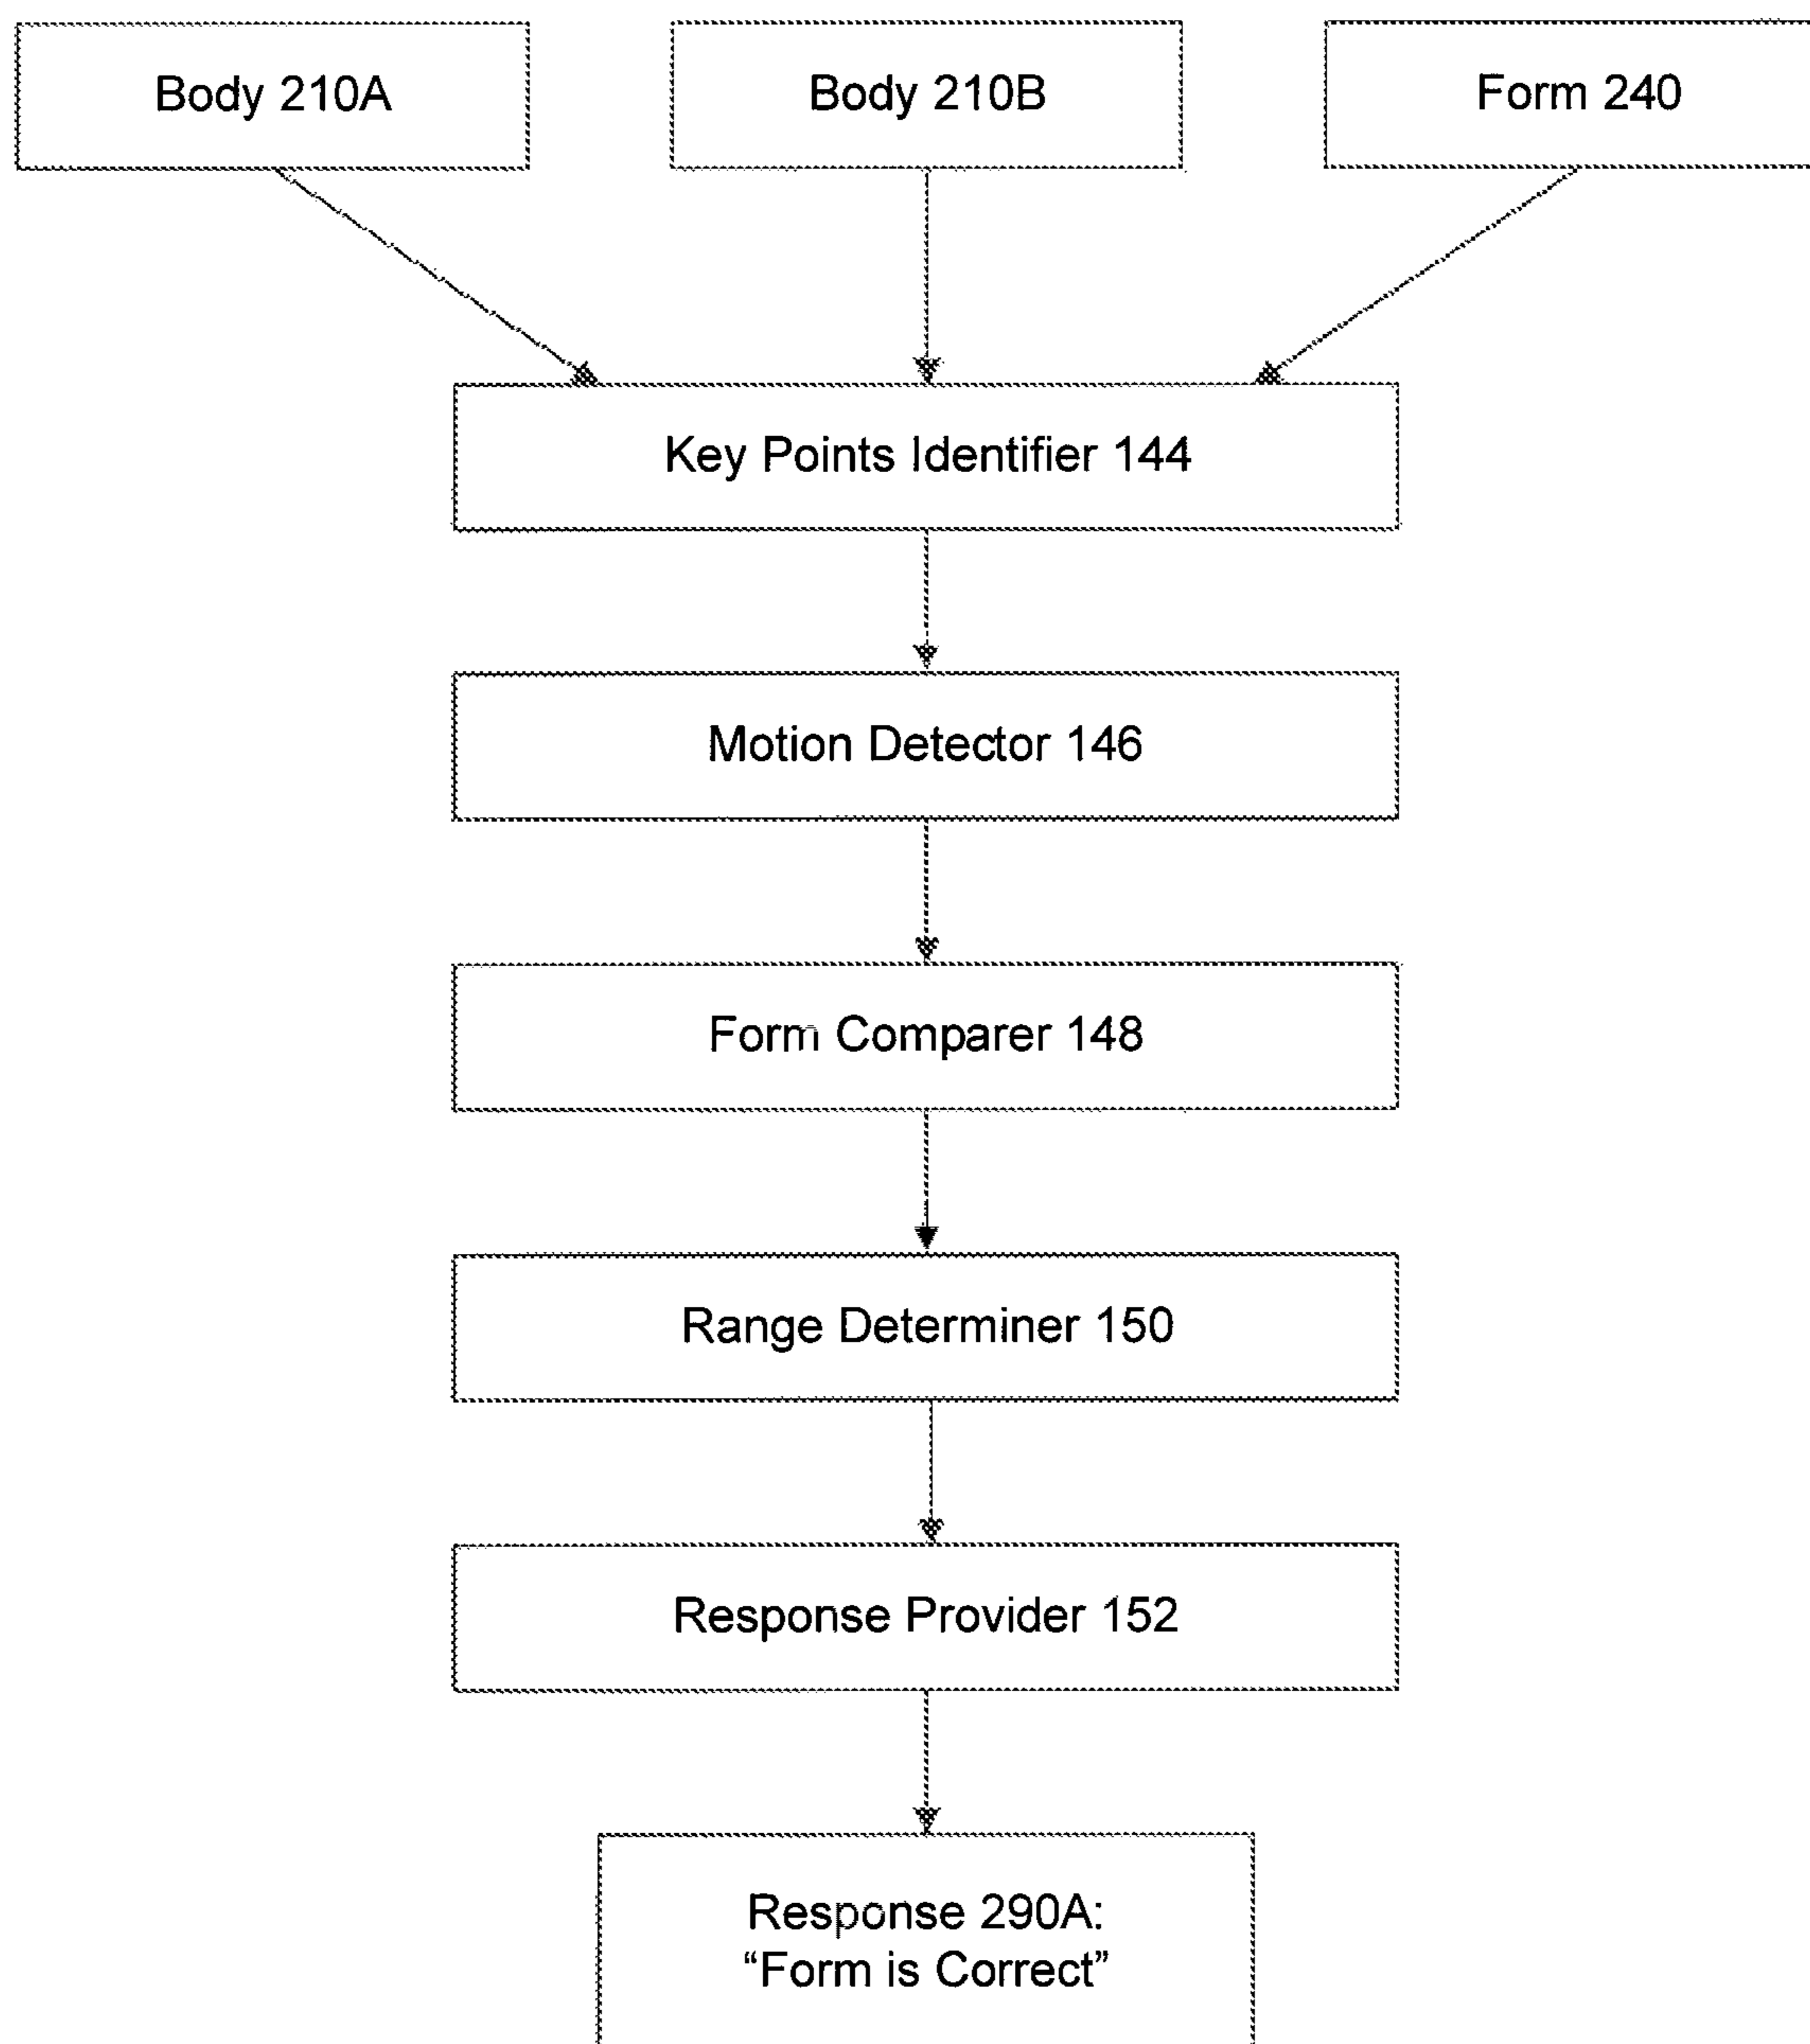 Body 210A
Body 210B
Form 240
Key Points Identifier 144
Motion Detector 146
Form Comparer 148
Range Determiner 150
Response Provider 152
Response 290A:
“Form is Correct”